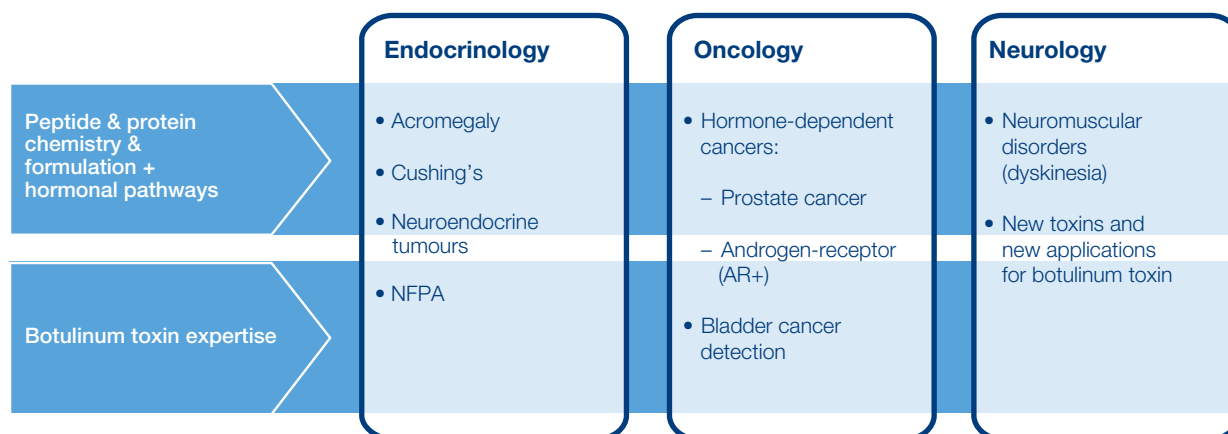 Endocrinology
Oncology
Neurology
Peptide & protein
chemistry &
formulation +
hormonal pathways
Botulinum toxin expertise
• Acromegaly
• Cushing's
• Neuroendocrine
tumours
• NFPA
• Hormone-dependent
cancers:
– Prostate cancer
– Androgen-receptor
(AR+)
• Bladder cancer
detection
• Neuromuscular
disorders
(dyskinesia)
• New toxins and
new applications
for botulinum toxin